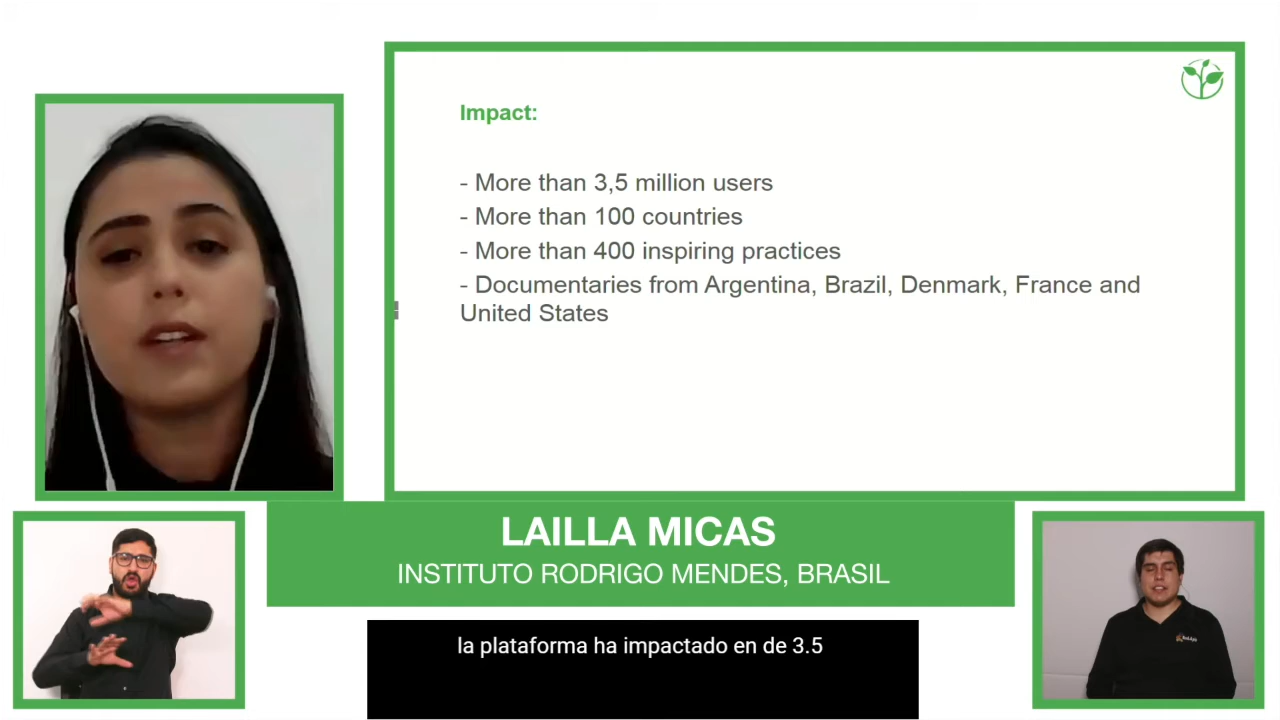 Impact:
- More than 3,5 million users
- More than 100 countries
- More than 400 inspiring practices
- Documentaries from Argentina, Brazil, Denmark, France and
United States
LAILLA MICAS
INSTITUTO RODRIGO MENDES, BRASIL
la plataforma ha impactado en de 3.5